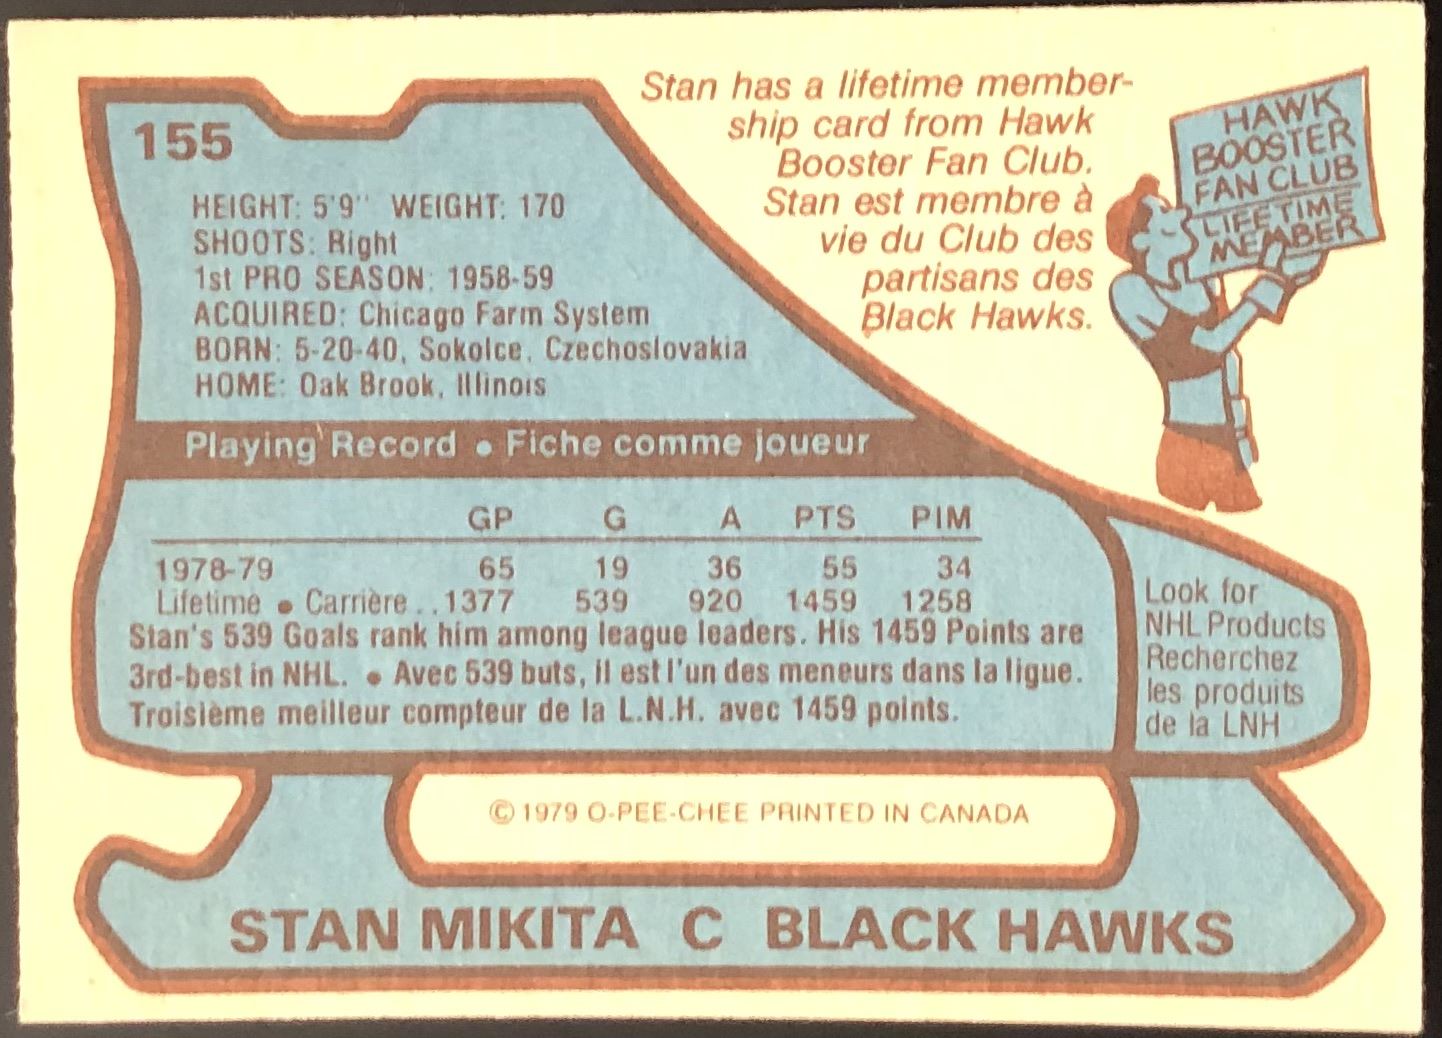 155
HEIGHT: 5'9" WEIGHT: 170
SHOOTS: Right
1st PRO SEASON: 1958-59
ACQUIRED: Chicago Farm System
BORN: 5-20-40, Sokolce, Czechoslovakia
HOME: Oak Brook, Illinois
Stan has a lifetime member-
ship card from Hawk
Booster Fan Club.
Stan est membre à
vie du Club des
partisans des
Black Hawks.
HAWK
BOOSTER
FAN CLUB
LIFETIME
MEMBER
Playing Record • Fiche comme joueur
GP G A PTS PIM
1978-79 65 19 36 55 34
Lifetime • Carrière .. 1377 539 920 1459 1258
Stan's 539 Goals rank him among league leaders. His 1459 Points are
3rd-best in NHL. • Avec 539 buts, il est l'un des meneurs dans la ligue.
Troisième meilleur compteur de la L.N.H. avec 1459 points.
Look for
NHL Products
Recherchez
les produits
de la LNH
© 1979 O-PEE-CHEE PRINTED IN CANADA
STAN MIKITA C BLACK HAWKS